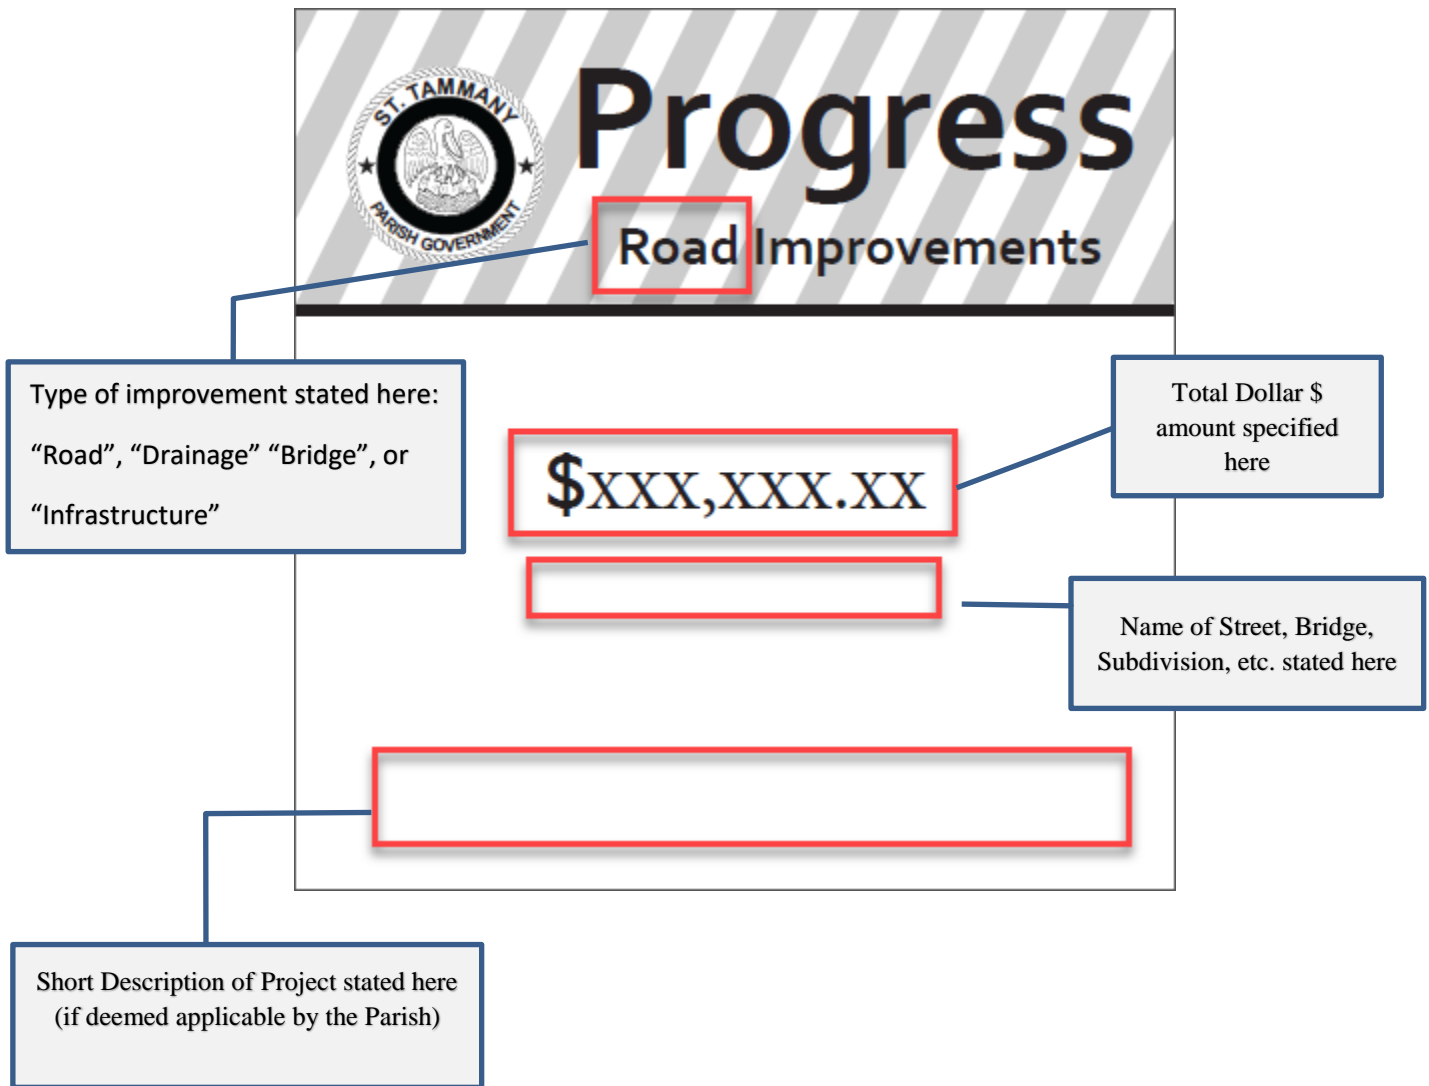 ST. TAMMANY
PARISH GOVERNMENT
Progress
Road Improvements
Type of improvement stated here:
“Road”, “Drainage” “Bridge”, or
“Infrastructure”
Total Dollar $
amount specified
here
$xxx,xxx.xx
Name of Street, Bridge,
Subdivision, etc. stated here
Short Description of Project stated here
(if deemed applicable by the Parish)